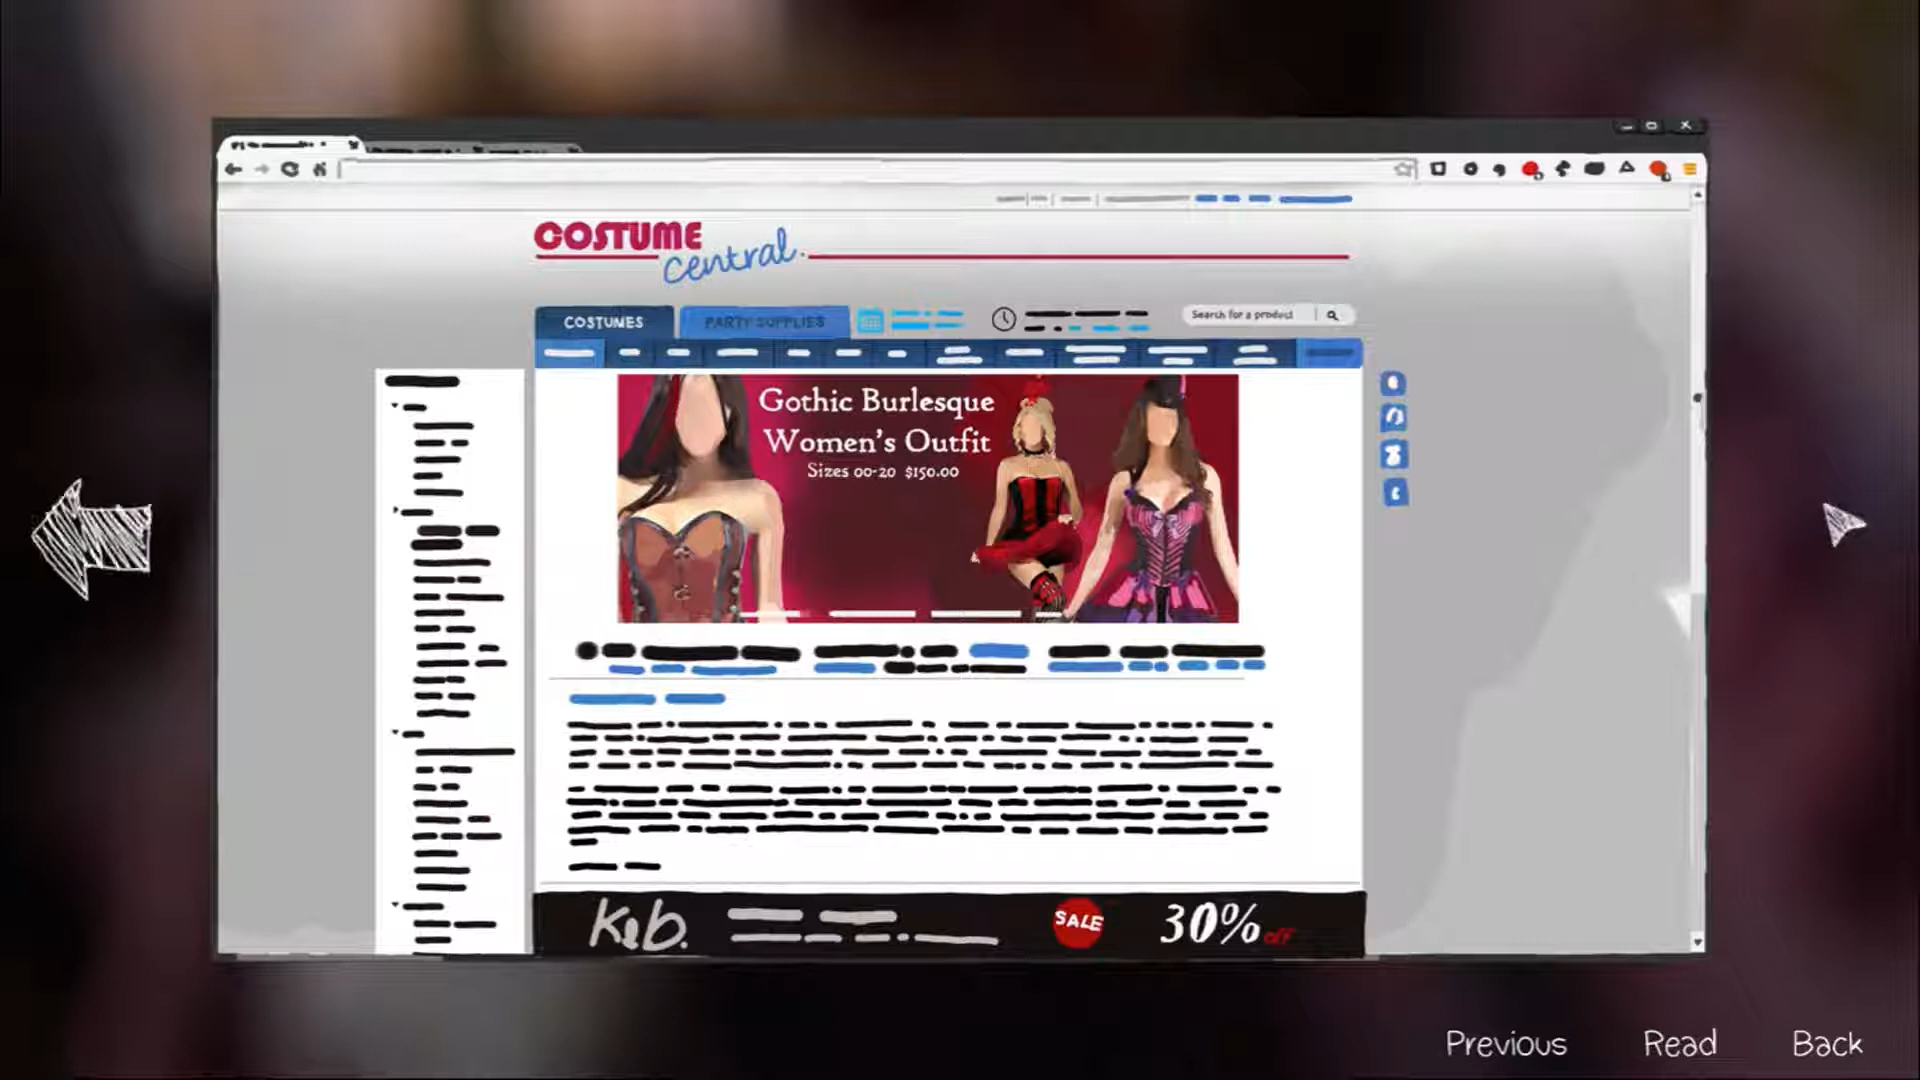 COSTUME
central.
COSTUMES
PARTY SUPPLIES
Search for a product
Gothic Burlesque
Women's Outfit
Sizes 00-20 $150.00
K&b.
SALE
30% off
Previous
Read
Back